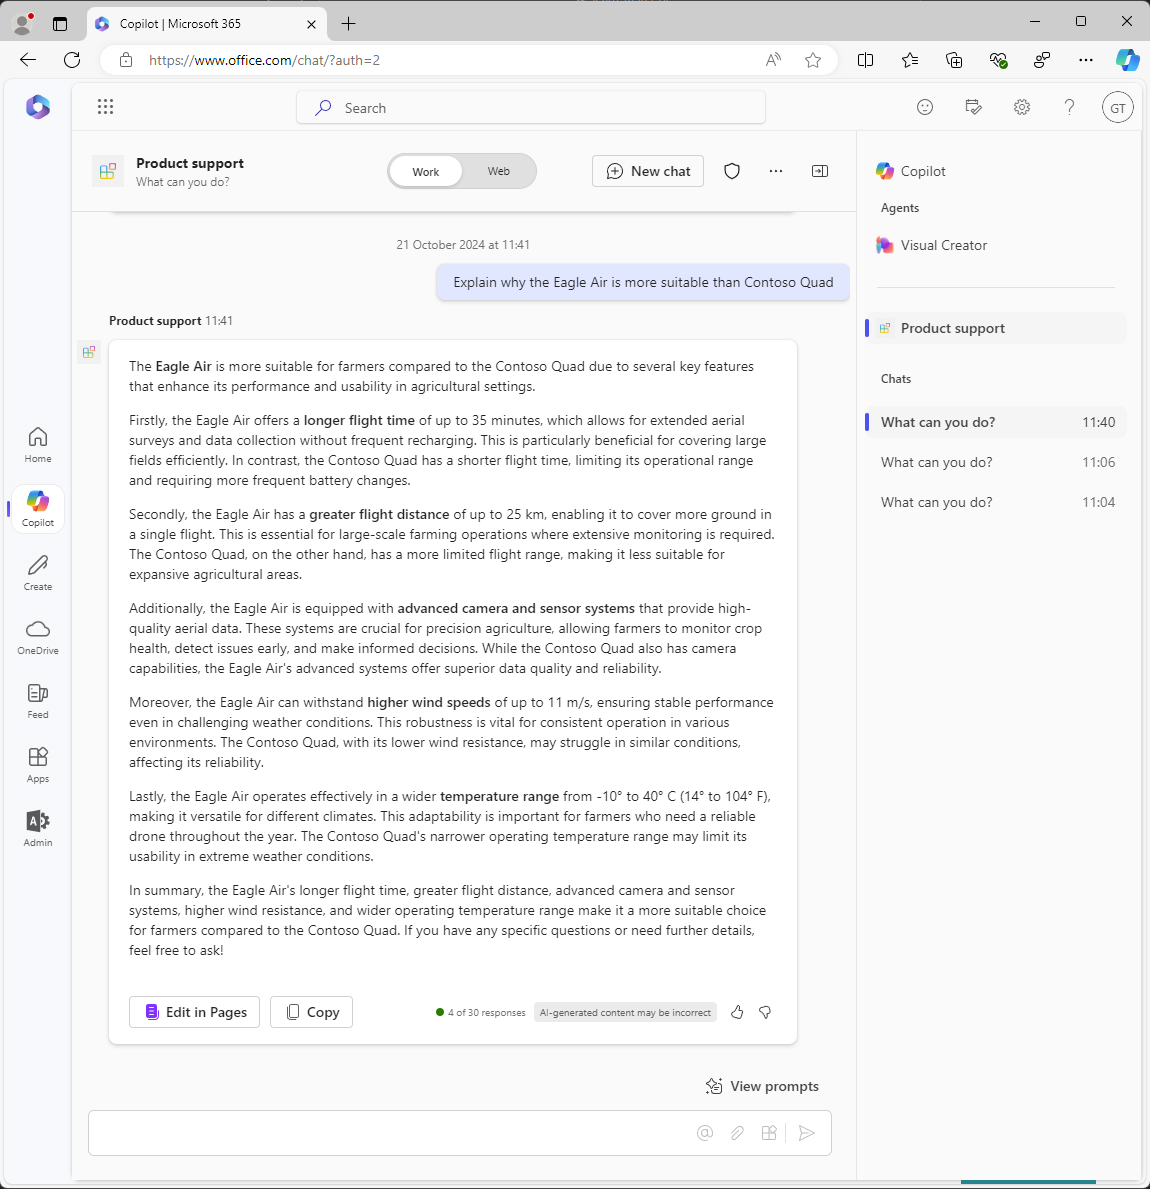 Copilot | Microsoft 365
https://www.office.com/chat/?auth=2
Search
GT
Product support
What can you do?
Work
Web
New chat
Home
Copilot
Create
OneDrive
Feed
Apps
Admin
21 October 2024 at 11:41
Explain why the Eagle Air is more suitable than Contoso Quad
Product support 11:41
The Eagle Air is more suitable for farmers compared to the Contoso Quad due to several key features
that enhance its performance and usability in agricultural settings.
Firstly, the Eagle Air offers a longer flight time of up to 35 minutes, which allows for extended aerial
surveys and data collection without frequent recharging. This is particularly beneficial for covering large
fields efficiently. In contrast, the Contoso Quad has a shorter flight time, limiting its operational range
and requiring more frequent battery changes.
Secondly, the Eagle Air has a greater flight distance of up to 25 km, enabling it to cover more ground in
a single flight. This is essential for large-scale farming operations where extensive monitoring is required.
The Contoso Quad, on the other hand, has a more limited flight range, making it less suitable for
expansive agricultural areas.
Additionally, the Eagle Air is equipped with advanced camera and sensor systems that provide high-
quality aerial data. These systems are crucial for precision agriculture, allowing farmers to monitor crop
health, detect issues early, and make informed decisions. While the Contoso Quad also has camera
capabilities, the Eagle Air's advanced systems offer superior data quality and reliability.
Moreover, the Eagle Air can withstand higher wind speeds of up to 11 m/s, ensuring stable performance
even in challenging weather conditions. This robustness is vital for consistent operation in various
environments. The Contoso Quad, with its lower wind resistance, may struggle in similar conditions,
affecting its reliability.
Lastly, the Eagle Air operates effectively in a wider temperature range from -10° to 40° C (14° to 104° F),
making it versatile for different climates. This adaptability is important for farmers who need a reliable
drone throughout the year. The Contoso Quad's narrower operating temperature range may limit its
usability in extreme weather conditions.
In summary, the Eagle Air's longer flight time, greater flight distance, advanced camera and sensor
systems, higher wind resistance, and wider operating temperature range make it a more suitable choice
for farmers compared to the Contoso Quad. If you have any specific questions or need further details,
feel free to ask!
Edit in Pages
Copy
4 of 30 responses
AI-generated content may be incorrect
View prompts
Copilot
Agents
Visual Creator
Product support
Chats
What can you do? 11:40
What can you do? 11:06
What can you do? 11:04